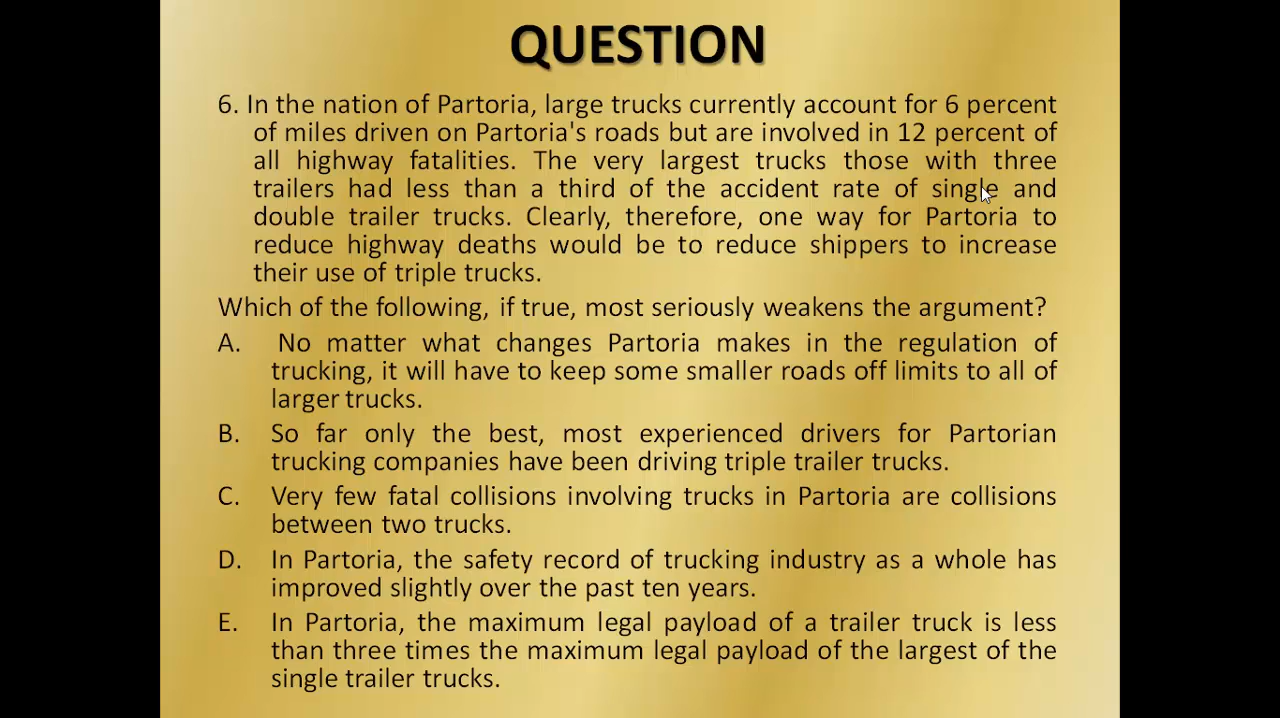 QUESTION
6. In the nation of Partoria, large trucks currently account for 6 percent
of miles driven on Partoria's roads but are involved in 12 percent of
all highway fatalities. The very largest trucks those with three
trailers had less than a third of the accident rate of single and
double trailer trucks. Clearly, therefore, one way for Partoria to
reduce highway deaths would be to reduce shippers to increase
their use of triple trucks.
Which of the following, if true, most seriously weakens the argument?
A. No matter what changes Partoria makes in the regulation of
trucking, it will have to keep some smaller roads off limits to all of
larger trucks.
B. So far only the best, most experienced drivers for Partorian
trucking companies have been driving triple trailer trucks.
C. Very few fatal collisions involving trucks in Partoria are collisions
between two trucks.
D. In Partoria, the safety record of trucking industry as a whole has
improved slightly over the past ten years.
E. In Partoria, the maximum legal payload of a trailer truck is less
than three times the maximum legal payload of the largest of the
single trailer trucks.